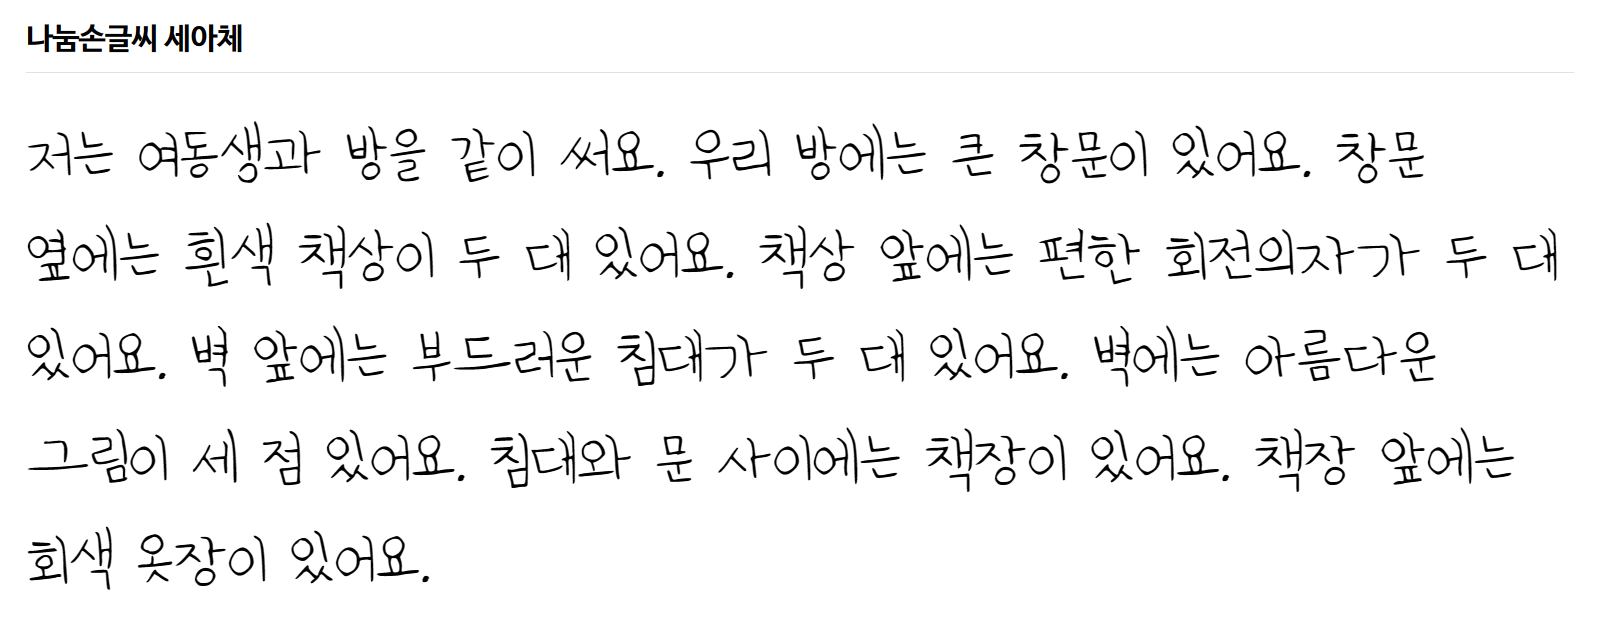 나눔손글씨 세아체
저는 여동생과 방을 같이 써요. 우리 방에는 큰 창문이 있어요. 창문
옆에는 흰색 책상이 두 대 있어요. 책상 앞에는 편한 회전의자가 두 대
있어요. 벽 앞에는 부드러운 침대가 두 대 있어요. 벽에는 아름다운
그림이 세 점 있어요. 침대와 문 사이에는 책장이 있어요. 책장 앞에는
회색 옷장이 있어요.